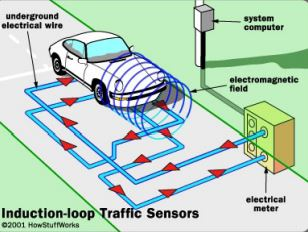 underground
electrical wire
system
computer
electromagnetic
field
electrical
meter
Induction-loop Traffic Sensors
©2001 HowStuffWorks